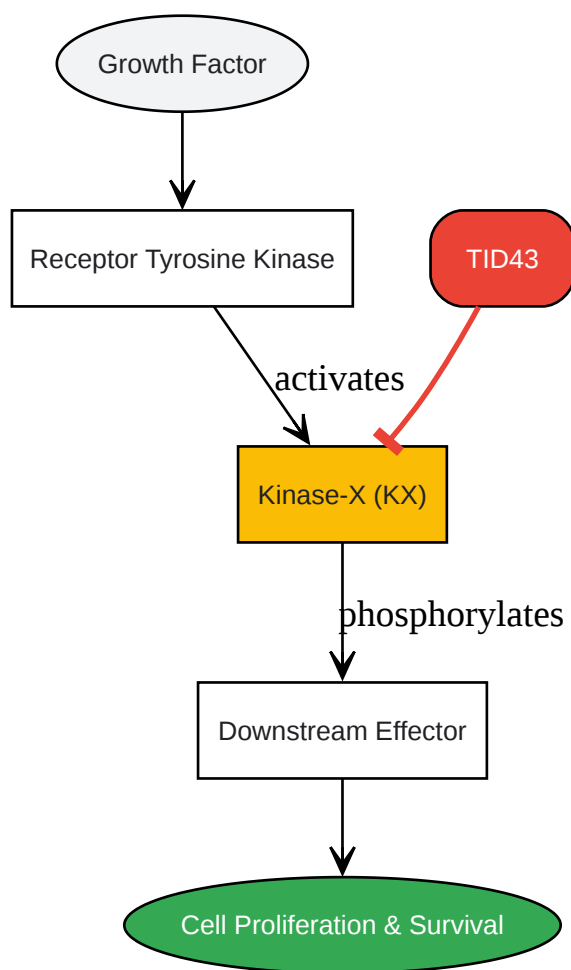 Growth Factor
Receptor Tyrosine Kinase
TID43
activates
Kinase-X (KX)
phosphorylates
Downstream Effector
Cell Proliferation & Survival